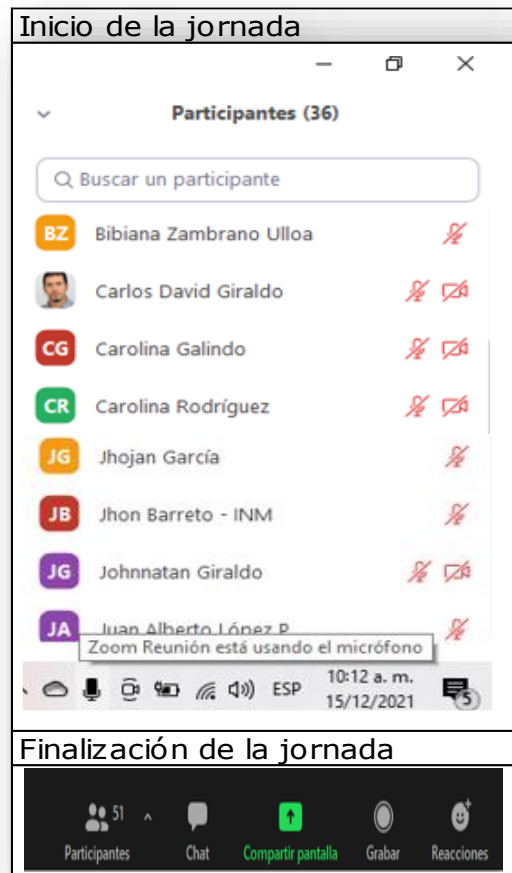 Inicio de la jornada
Participantes (36)
Buscar un participante
BZ Bibiana Zambrano Ulloa
Carlos David Giraldo
CG Carolina Galindo
CR Carolina Rodríguez
JG Jhojan García
JB Jhon Barreto - INM
JG Johnnatan Giraldo
JA Juan Alberto López P
Zoom Reunión está usando el micrófono
ESP 10:12 a. m.
15/12/2021 5
Finalización de la jornada
51
Participantes Chat Compartir pantalla Grabar Reacciones